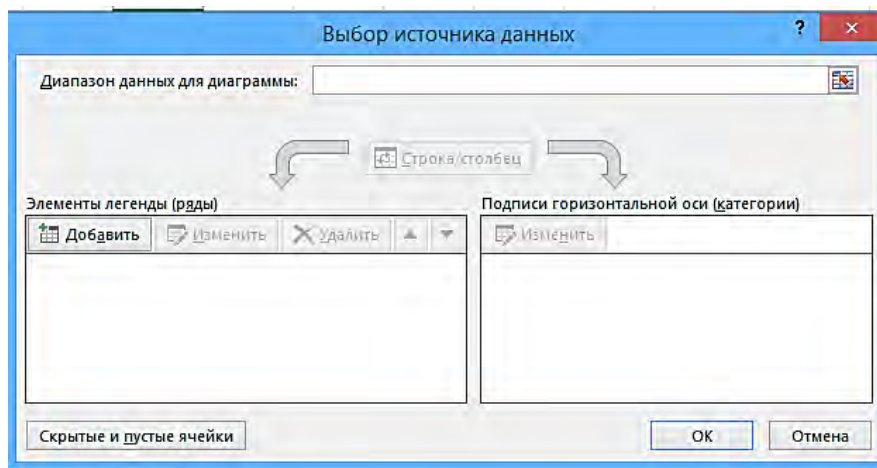 Выбор источника данных
?
×
Диапазон данных для диаграммы:
Строка/столбец
Элементы легенды (ряды)
Подписи горизонтальной оси (категории)
Добавить
Изменить
Удалить
Изменить
Скрытые и пустые ячейки
ОК
Отмена